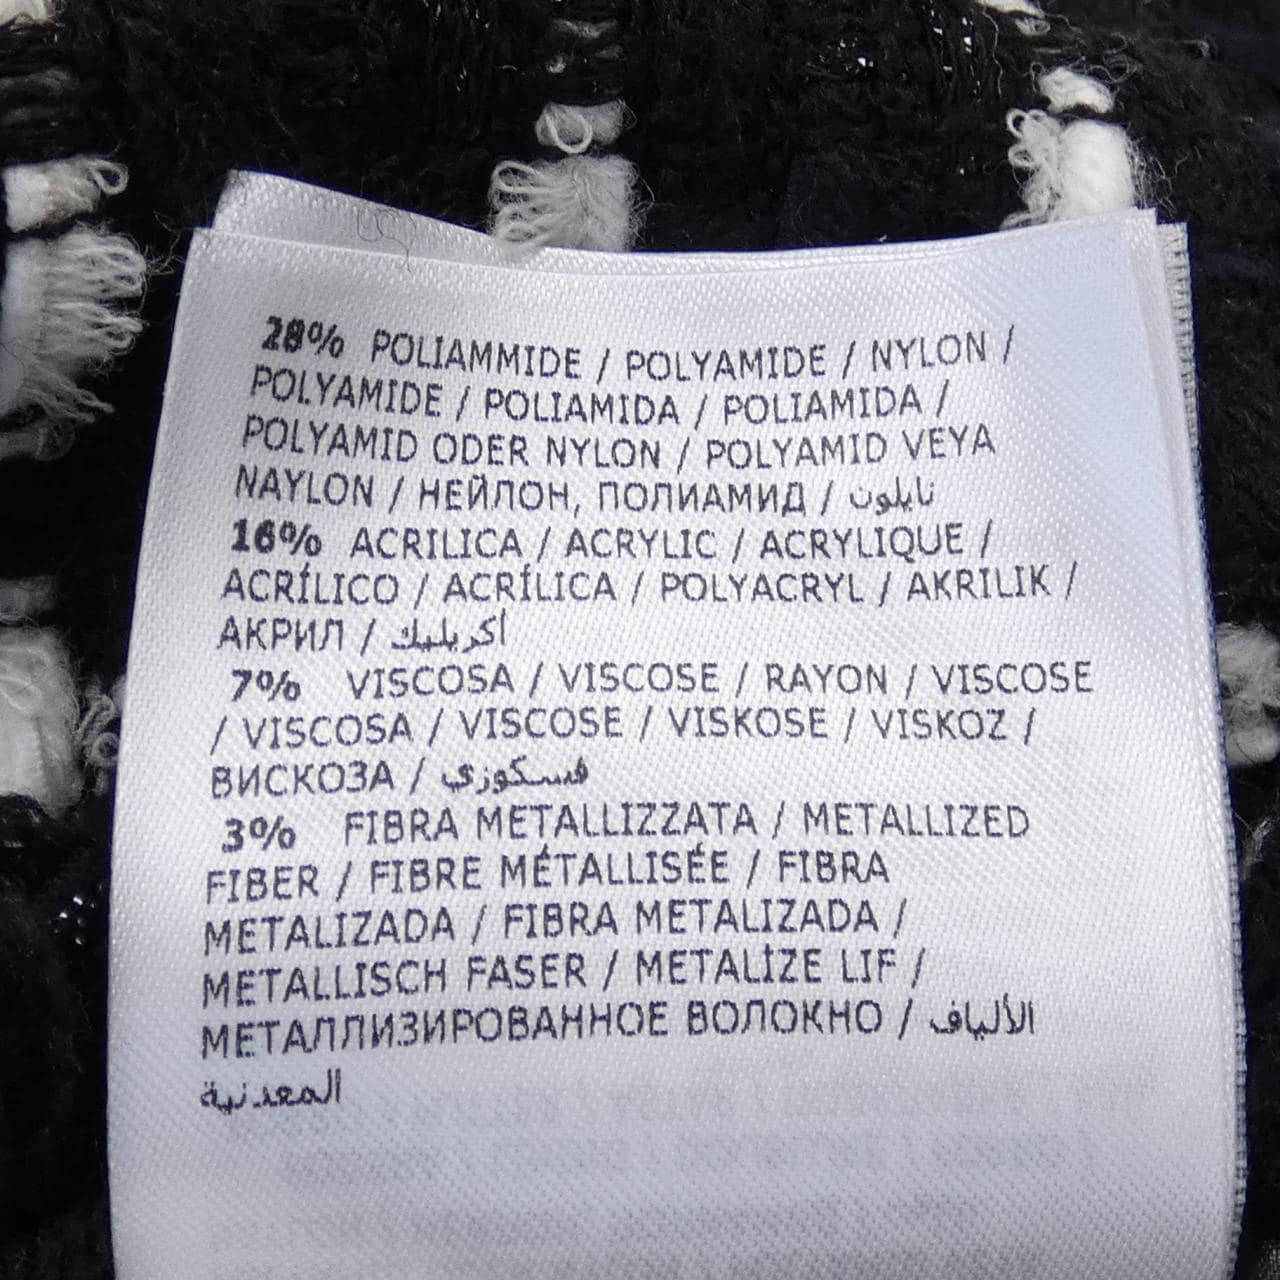 28% POLIAMMIDE / POLYAMIDE / NYLON /
POLYAMIDE / POLIAMIDA / POLIAMIDA /
POLYAMID ODER NYLON / POLYAMID VEYA
NAYLON / НЕЙЛОН, ПОЛИАМИД / نايلون
16% ACRILICA / ACRYLIC / ACRYLIQUE /
ACRÍLICO / ACRÍLICA / POLYACRYL / AKRILIK /
АКРИЛ / أكريليك
7% VISCOSA / VISCOSE / RAYON / VISCOSE
/ VISCOSA / VISCOSE / VISKOSE / VISKOZ /
ВИСКОЗА / فسكوزي
3% FIBRA METALLIZZATA / METALLIZED
FIBER / FIBRE MÉTALLISÉE / FIBRA
METALIZADA / FIBRA METALIZADA /
METALLISCH FASER / METALİZE LIF /
МЕТАЛЛИЗИРОВАННОЕ ВОЛОКНО / الألياف
المعدنية